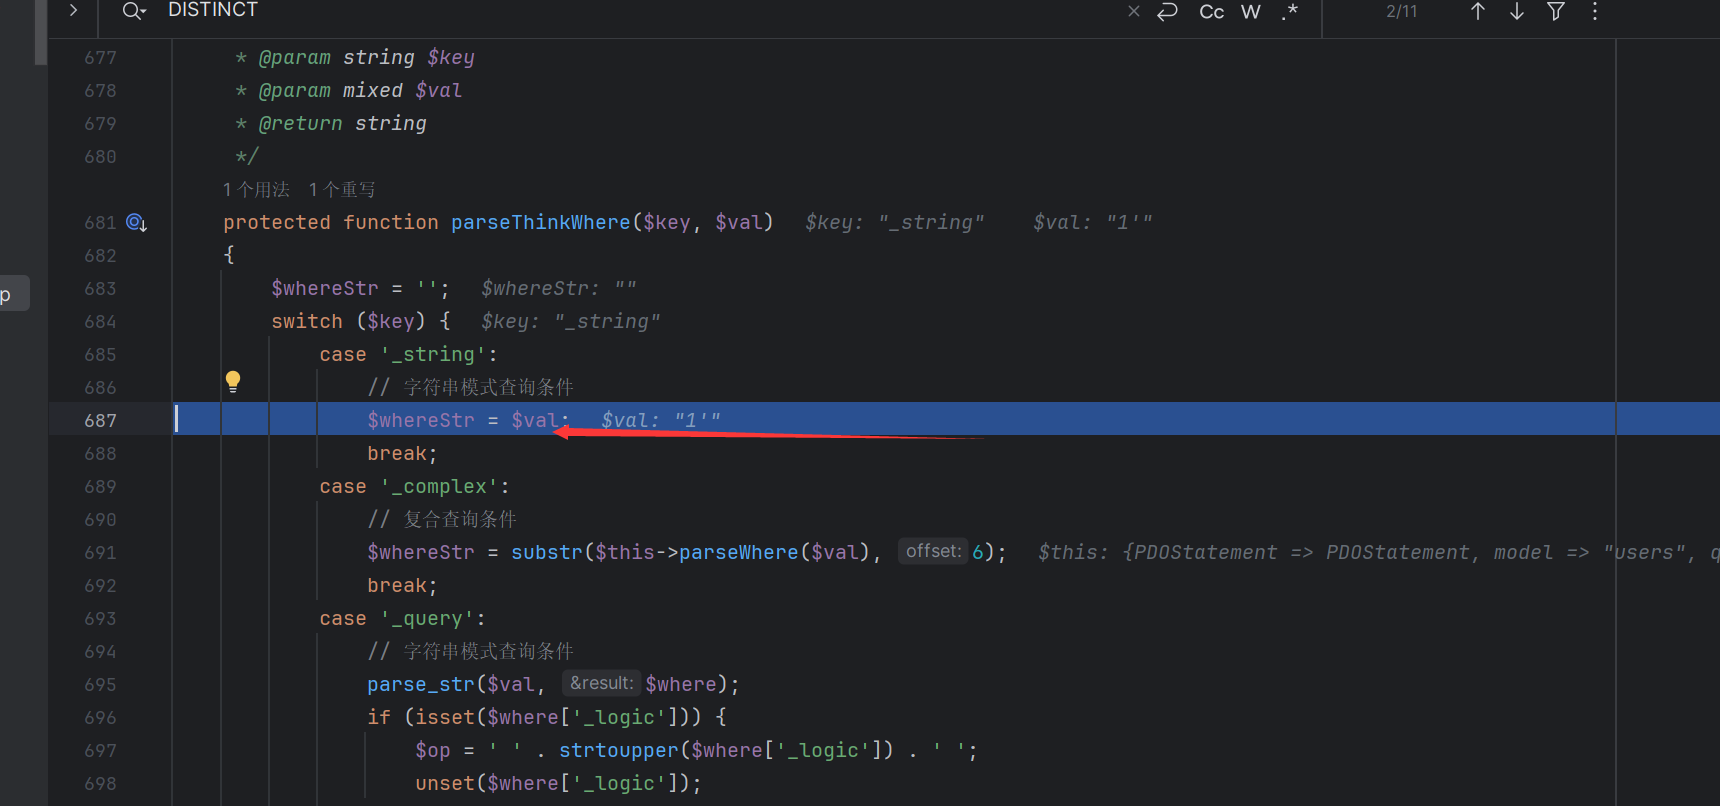 DISTINCT
Cc W .* 2/11
677 * @param string $key
678 * @param mixed $val
679 * @return string
680 */
1 个用法 1 个重写
681 protected function parseThinkWhere($key, $val) $key: "_string" $val: "1'"
682 {
683 $whereStr = ''; $whereStr: ""
684 switch ($key) { $key: "_string"
685 case '_string':
686 // 字符串模式查询条件
687 $whereStr = $val; $val: "1'"
688 break;
689 case '_complex':
690 // 复合查询条件
691 $whereStr = substr($this->parseWhere($val), offset: 6); $this: {PDOStatement => PDOStatement, model => "users", q
692 break;
693 case '_query':
694 // 字符串模式查询条件
695 parse_str($val, &result: $where);
696 if (isset($where['_logic'])) {
697 $op = ' ' . strtoupper($where['_logic']) . ' ';
698 unset($where['_logic']);
p